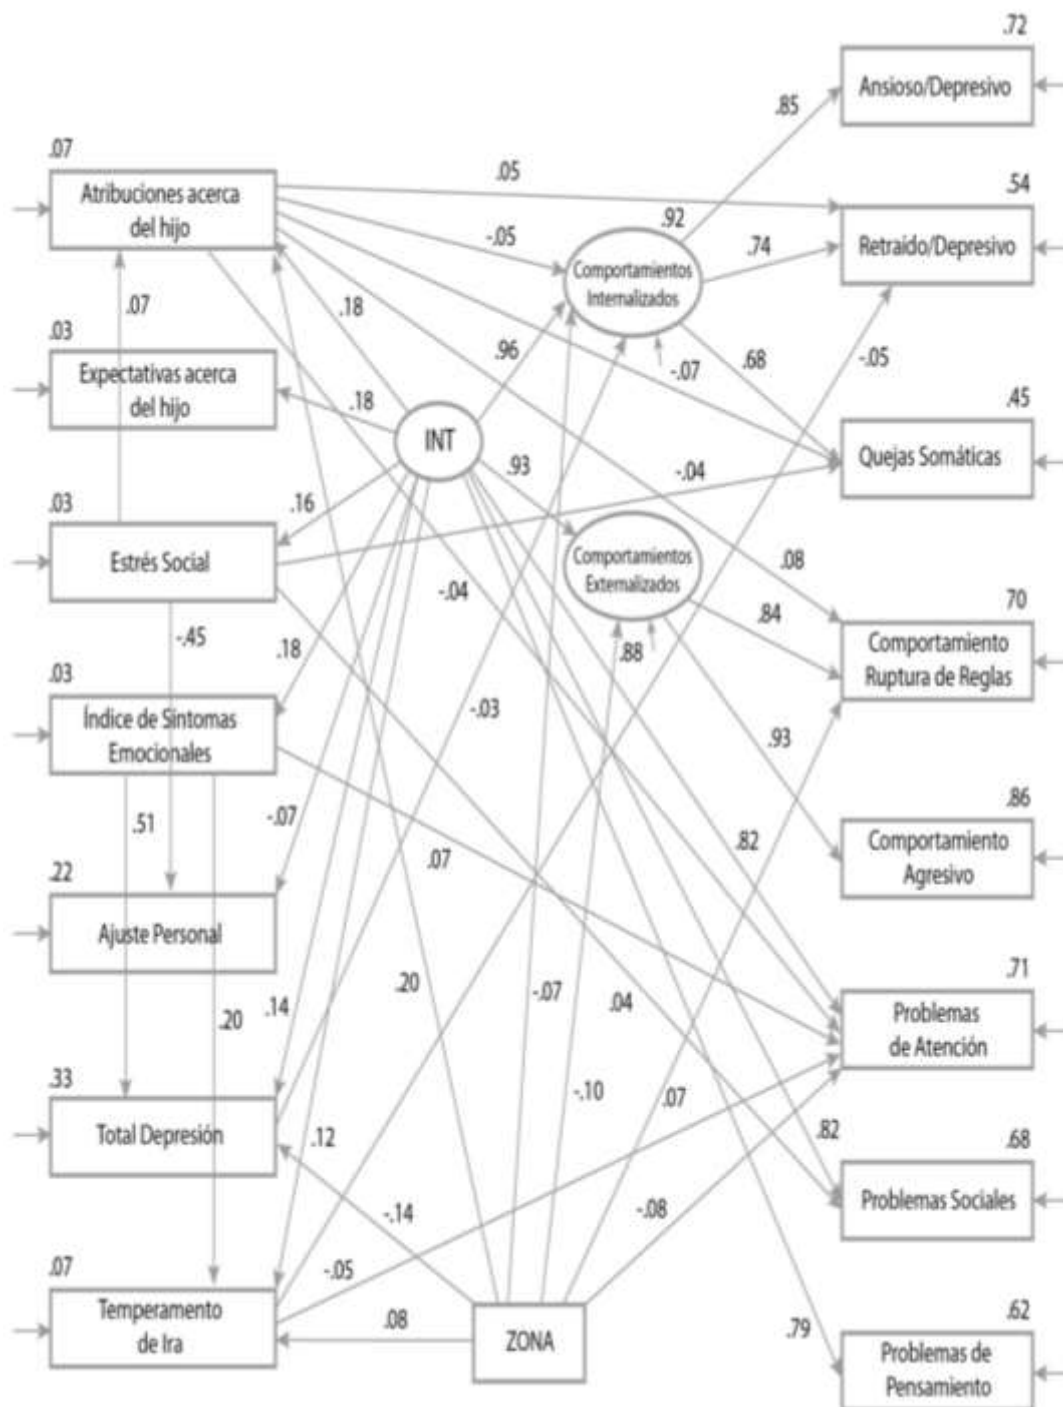 .72
Ansioso/Depresivo
.85
.07
Atribuciones acerca
del hijo
.05
.54
-.05
.92
Retraído/Depresivo
.74
Comportamientos
Internalizados
.07
.18
.03
Expectativas acerca
del hijo
.96
-.07
.68
-.05
.18
.45
INT
Quejas Somáticas
.93
-.04
.16
.03
Estrés Social
Comportamientos
Externalizados
.08
-.04
.84
70
Comportamiento
Ruptura de Reglas
-.45
.18
.88
.03
Índice de Síntomas
Emocionales
-.03
.93
.86
Comportamiento
Agresivo
.51
-.07
.07
.82
.22
Ajuste Personal
.71
Problemas
de Atención
.20
.14
.20
-.07
.04
.33
Total Depresión
-.10
.07
.12
.82
.68
Problemas Sociales
-.14
-.08
.07
Temperamento
de Ira
-.05
.08
ZONA
.79
.62
Problemas de
Pensamiento